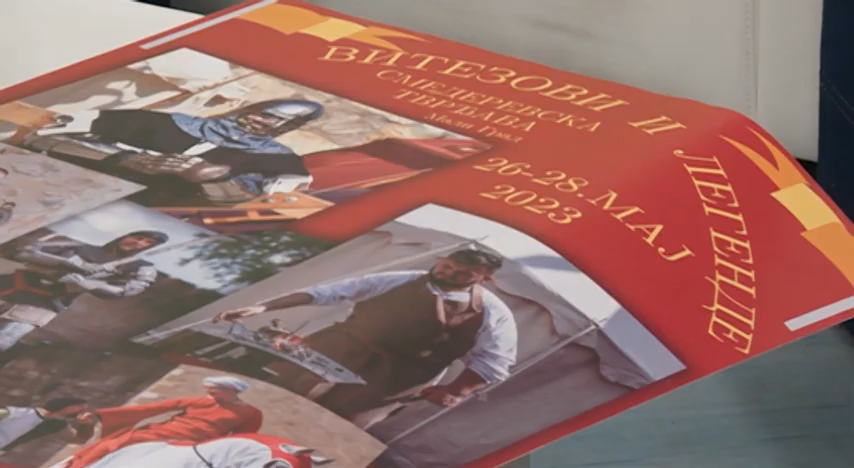 ВИТЕЗОВИ И ЛЕГЕНДЕ
СМЕДЕРЕВСКА
ТВРЂАВА
Мали Град
26-28. МАЈ
2023